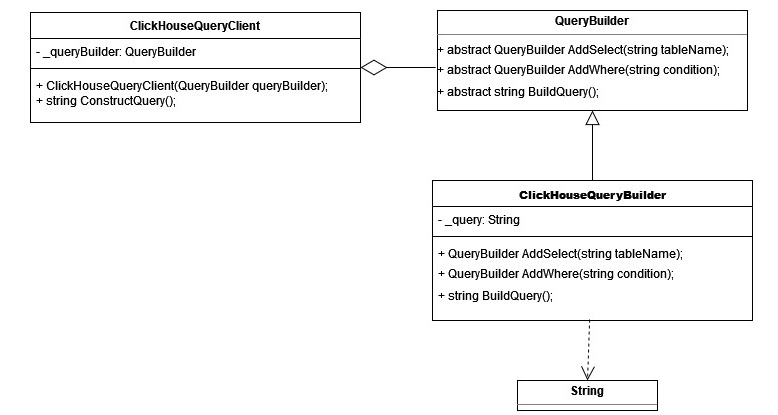 ClickHouseQueryClient
- _queryBuilder: QueryBuilder
+ ClickHouseQueryClient(QueryBuilder queryBuilder);
+ string ConstructQuery();
QueryBuilder
+ abstract QueryBuilder AddSelect(string tableName);
+ abstract QueryBuilder AddWhere(string condition);
+ abstract string BuildQuery();
ClickHouseQueryBuilder
- _query: String
+ QueryBuilder AddSelect(string tableName);
+ QueryBuilder AddWhere(string condition);
+ string BuildQuery();
String